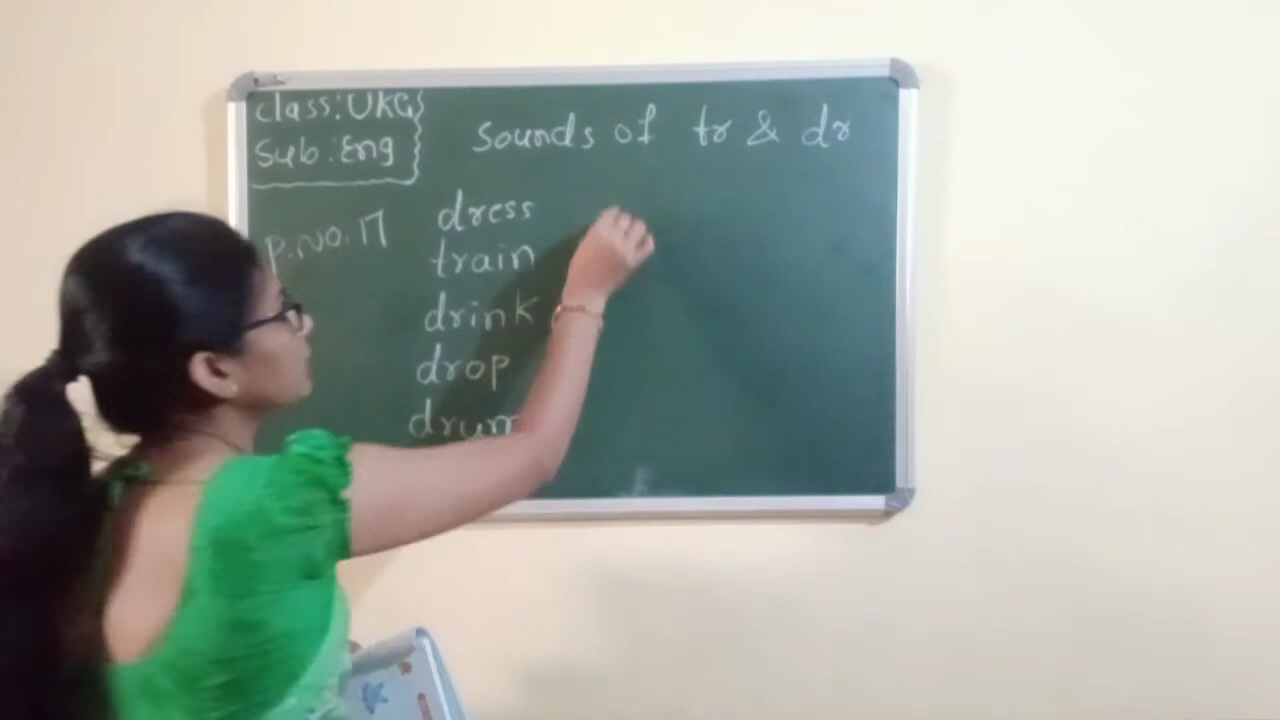 Class: UKG
Sub: Eng
Sounds of tr & dr
P.No. 17
dress
train
drink
drop